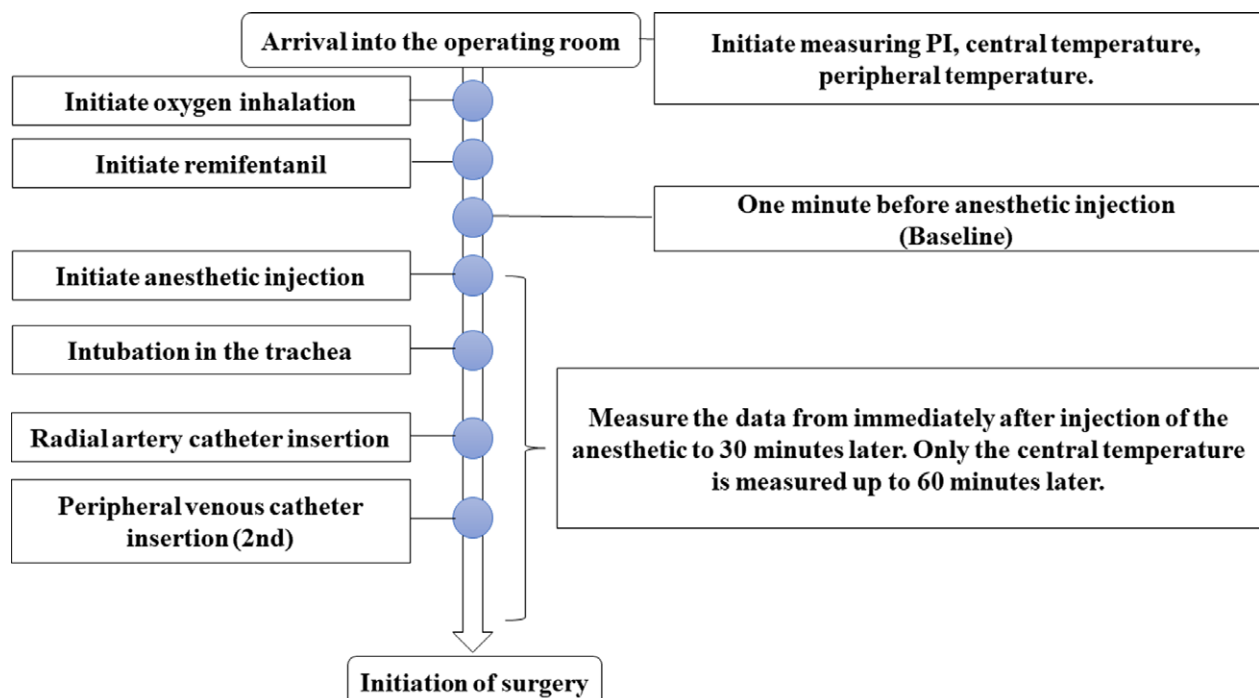 Arrival into the operating room
Initiate measuring PI, central temperature,
peripheral temperature.
Initiate oxygen inhalation
Initiate remifentanil
One minute before anesthetic injection
(Baseline)
Initiate anesthetic injection
Intubation in the trachea
Radial artery catheter insertion
Measure the data from immediately after injection of the
anesthetic to 30 minutes later. Only the central temperature
is measured up to 60 minutes later.
Peripheral venous catheter
insertion (2nd)
Initiation of surgery